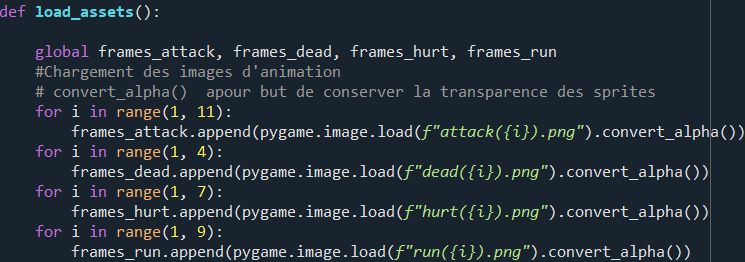 def load_assets():
global frames_attack, frames_dead, frames_hurt, frames_run
#Chargement des images d'animation
# convert_alpha()  apour but de conserver la transparence des sprites
for i in range(1, 11):
frames_attack.append(pygame.image.load(f"attack({i}).png").convert_alpha())
for i in range(1, 4):
frames_dead.append(pygame.image.load(f"dead({i}).png").convert_alpha())
for i in range(1, 7):
frames_hurt.append(pygame.image.load(f"hurt({i}).png").convert_alpha())
for i in range(1, 9):
frames_run.append(pygame.image.load(f"run({i}).png").convert_alpha())